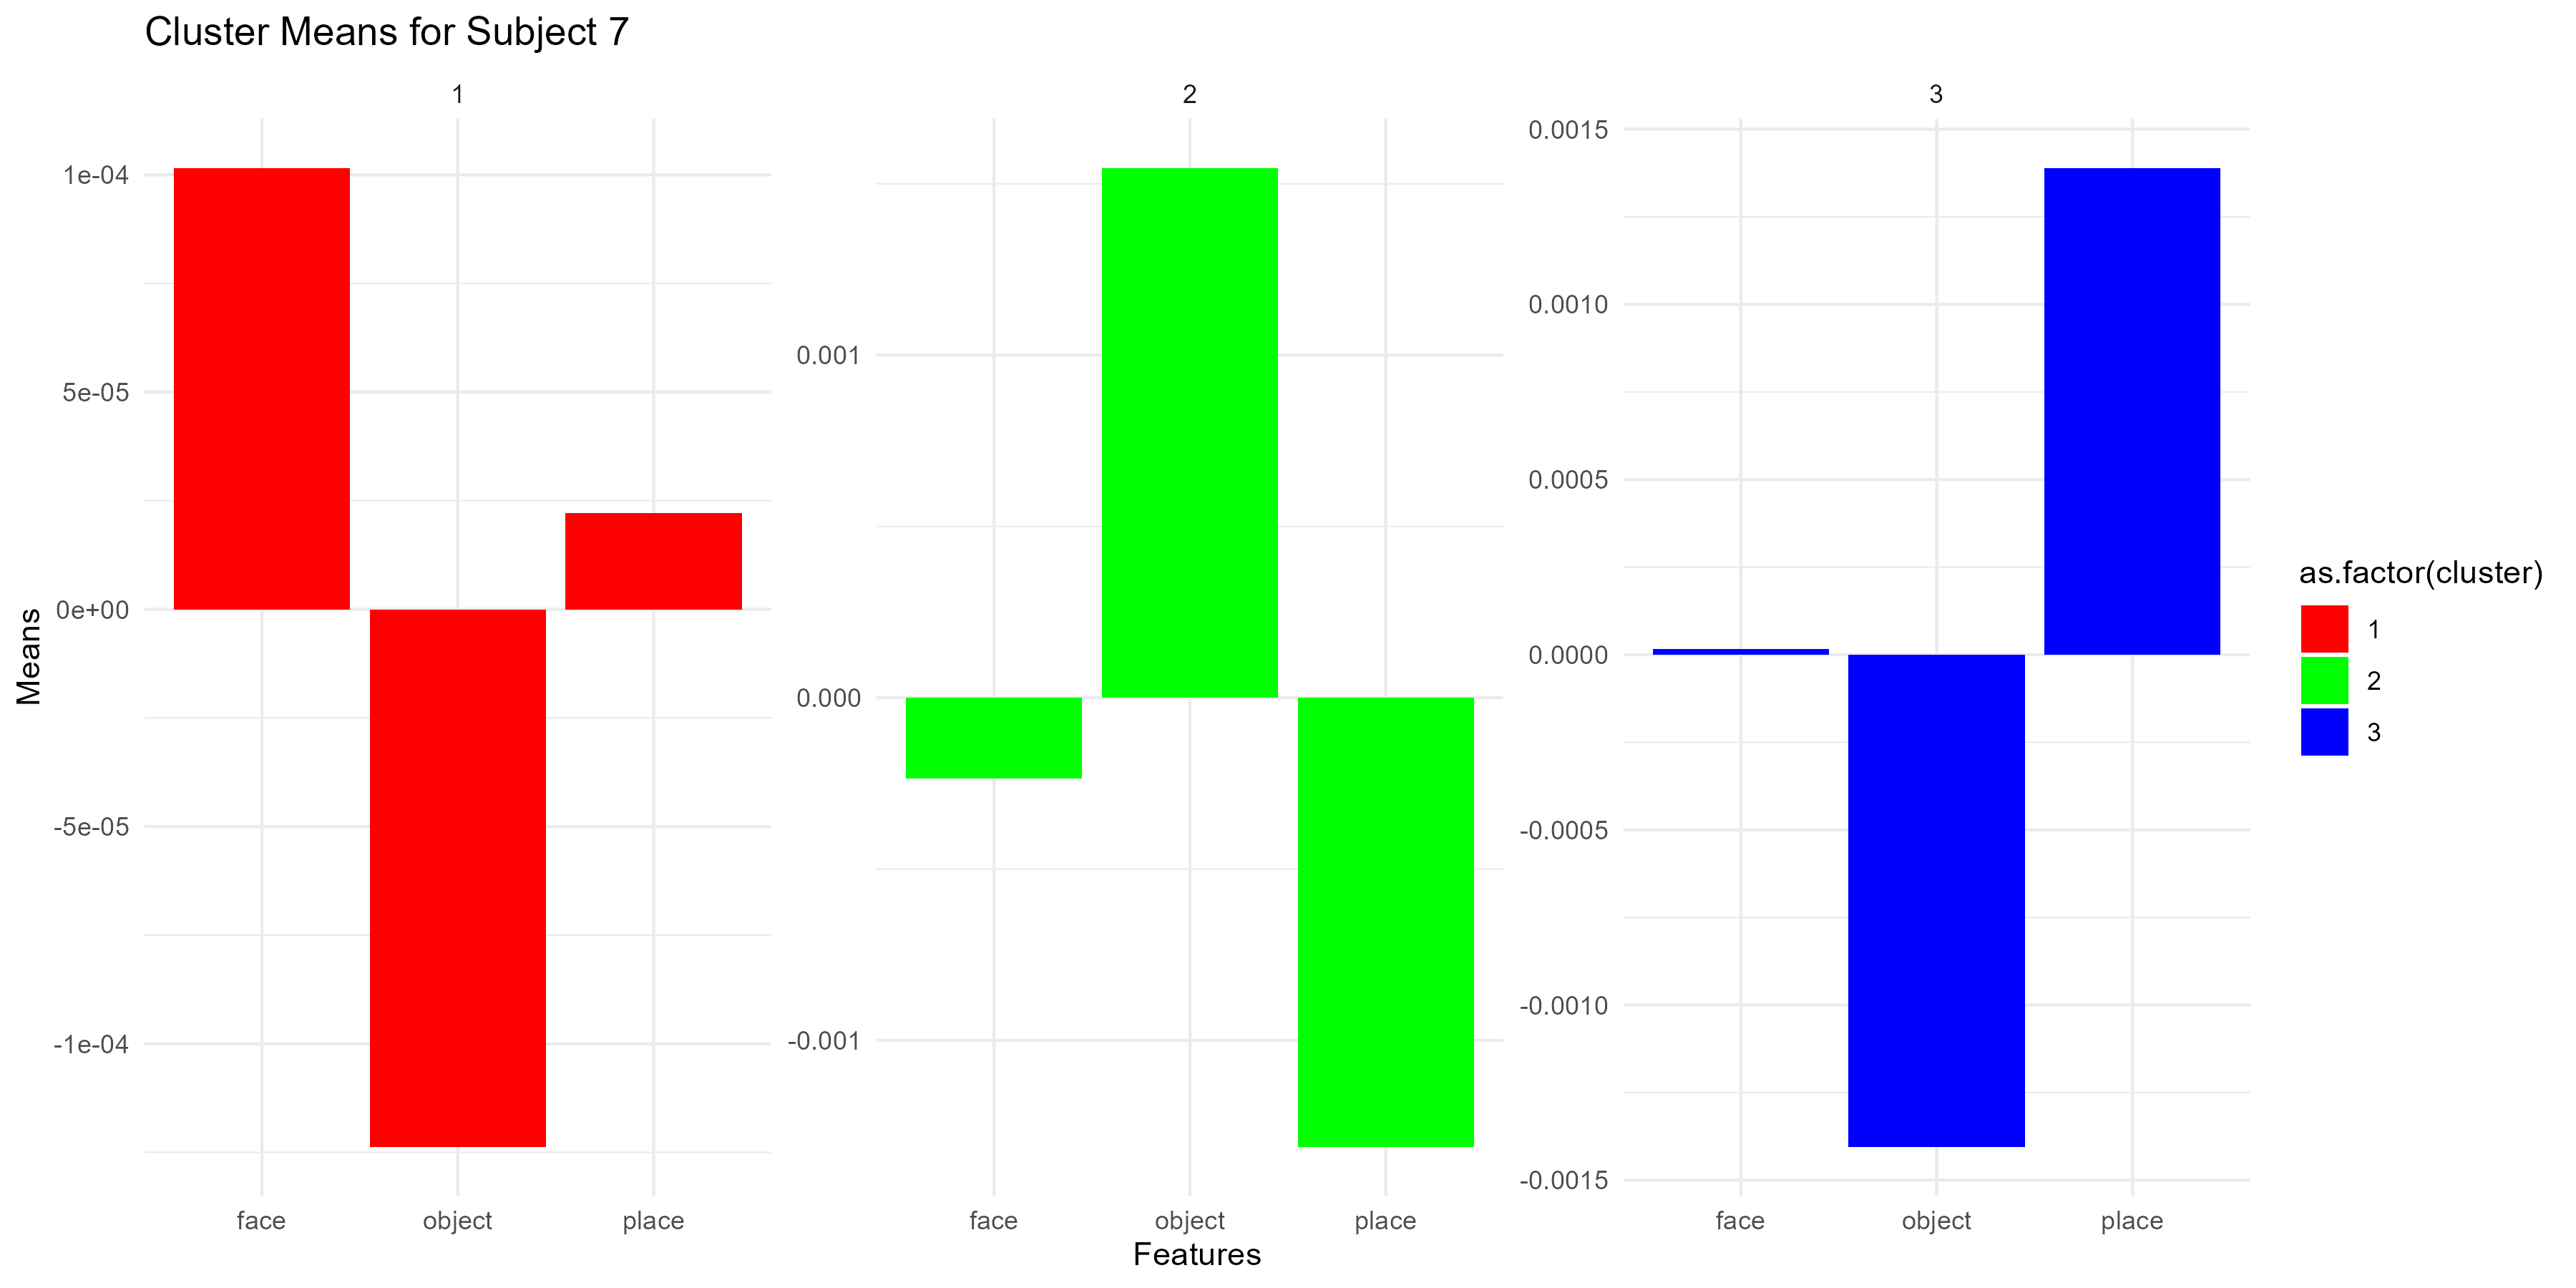 Cluster Means for Subject 7
1
2
3
Means
1e-04
5e-05
0e+00
-5e-05
-1e-04
0.001
0.000
-0.001
0.0015
0.0010
0.0005
0.0000
-0.0005
-0.0010
-0.0015
face
object
place
face
object
place
face
object
place
Features
as.factor(cluster)
1
2
3